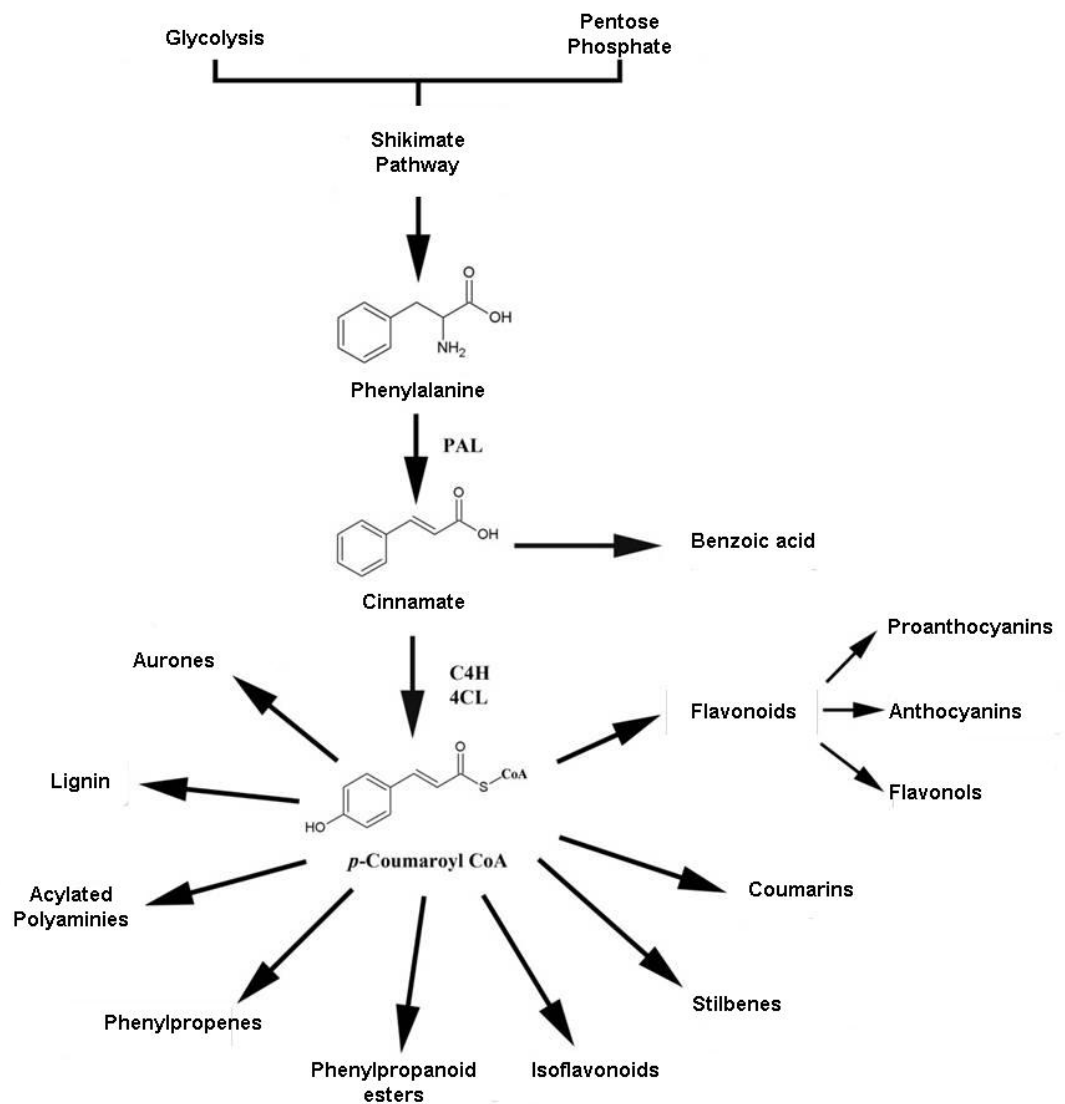 Glycolysis
Pentose
Phosphate
Shikimate
Pathway
O
OH
NH2
Phenylalanine
PAL
O
OH
Benzoic acid
Cinnamate
Proanthocyanins
Aurones
C4H
4CL
Flavonoids
Anthocyanins
O
Lignin
S
CoA
Flavonols
HO
p-Coumaroyl CoA
Acylated
Polyaminies
Coumarins
Stilbenes
Phenylpropenes
Phenylpropanoid
esters
Isoflavonoids